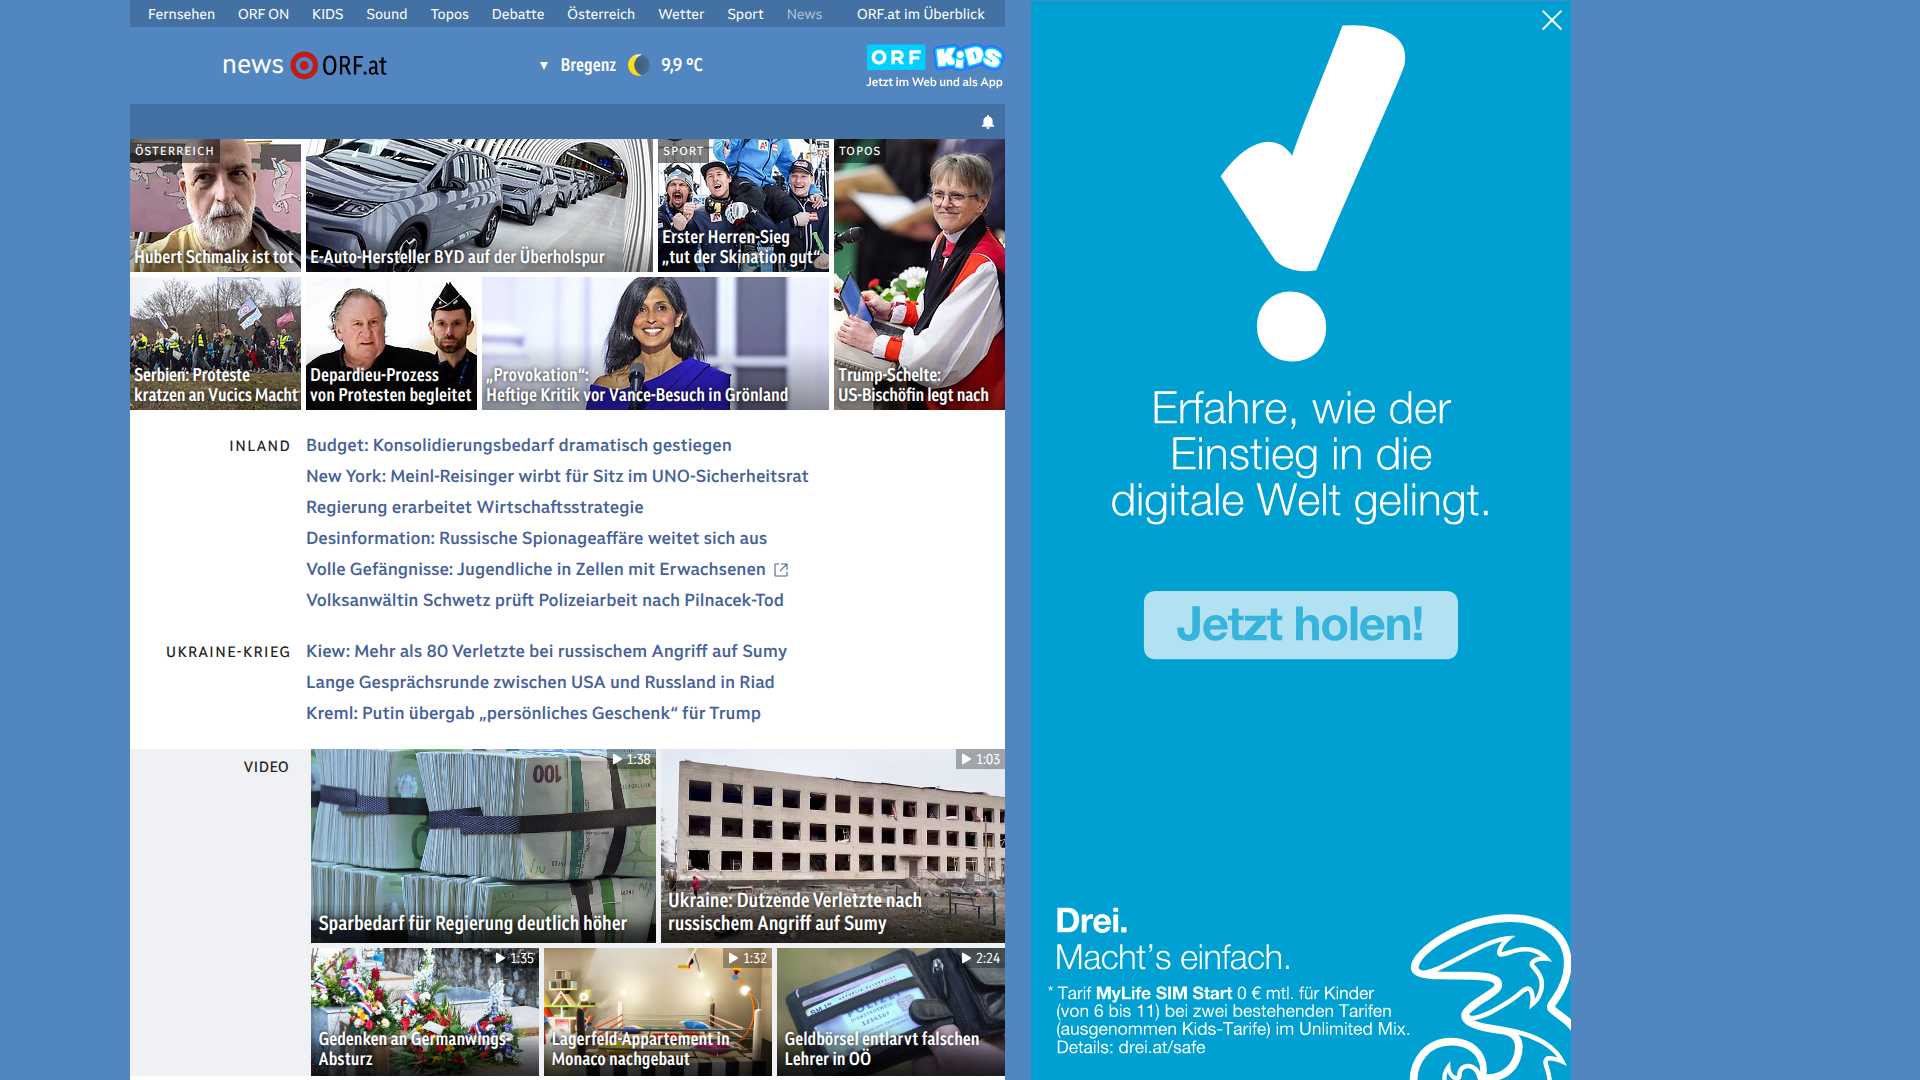 Fernsehen ORF ON KIDS Sound Topos Debatte Österreich Wetter Sport News ORF.at im Überblick
news ORF.at
Bregenz 9,9 °C
ORF KiDS
Jetzt im Web und als App
ÖSTERREICH
Hubert Schmalix ist tot
E-Auto-Hersteller BYD auf der Überholspur
SPORT
Erster Herren-Sieg
„tut der Skination gut“
TOPOS
Trump-Schelte:
US-Bischöfin legt nach
Serbien: Proteste
kratzen an Vucics Macht
Depardieu-Prozess
von Protesten begleitet
„Provokation“:
Heftige Kritik vor Vance-Besuch in Grönland
INLAND
Budget: Konsolidierungsbedarf dramatisch gestiegen
New York: Meinl-Reisinger wirbt für Sitz im UNO-Sicherheitsrat
Regierung erarbeitet Wirtschaftsstrategie
Desinformation: Russische Spionageaffäre weitet sich aus
Volle Gefängnisse: Jugendliche in Zellen mit Erwachsenen
Volksanwältin Schwetz prüft Polizeiarbeit nach Pilnacek-Tod
UKRAINE-KRIEG
Kiew: Mehr als 80 Verletzte bei russischem Angriff auf Sumy
Lange Gesprächsrunde zwischen USA und Russland in Riad
Kreml: Putin übergab „persönliches Geschenk“ für Trump
VIDEO
1:38
100
Sparbedarf für Regierung deutlich höher
1:03
Ukraine: Dutzende Verletzte nach
russischem Angriff auf Sumy
1:35
Gedenken an Germanwings-
Absturz
1:32
Lagerfeld-Appartement in
Monaco nachgebaut
2:24
Geldbörsel entlarvt falschen
Lehrer in OÖ
Erfahre, wie der
Einstieg in die
digitale Welt gelingt.
Jetzt holen!
Drei.
Macht’s einfach.
* Tarif MyLife SIM Start 0 € mtl. für Kinder
(von 6 bis 11) bei zwei bestehenden Tarifen
(ausgenommen Kids-Tarife) im Unlimited Mix.
Details: drei.at/safe